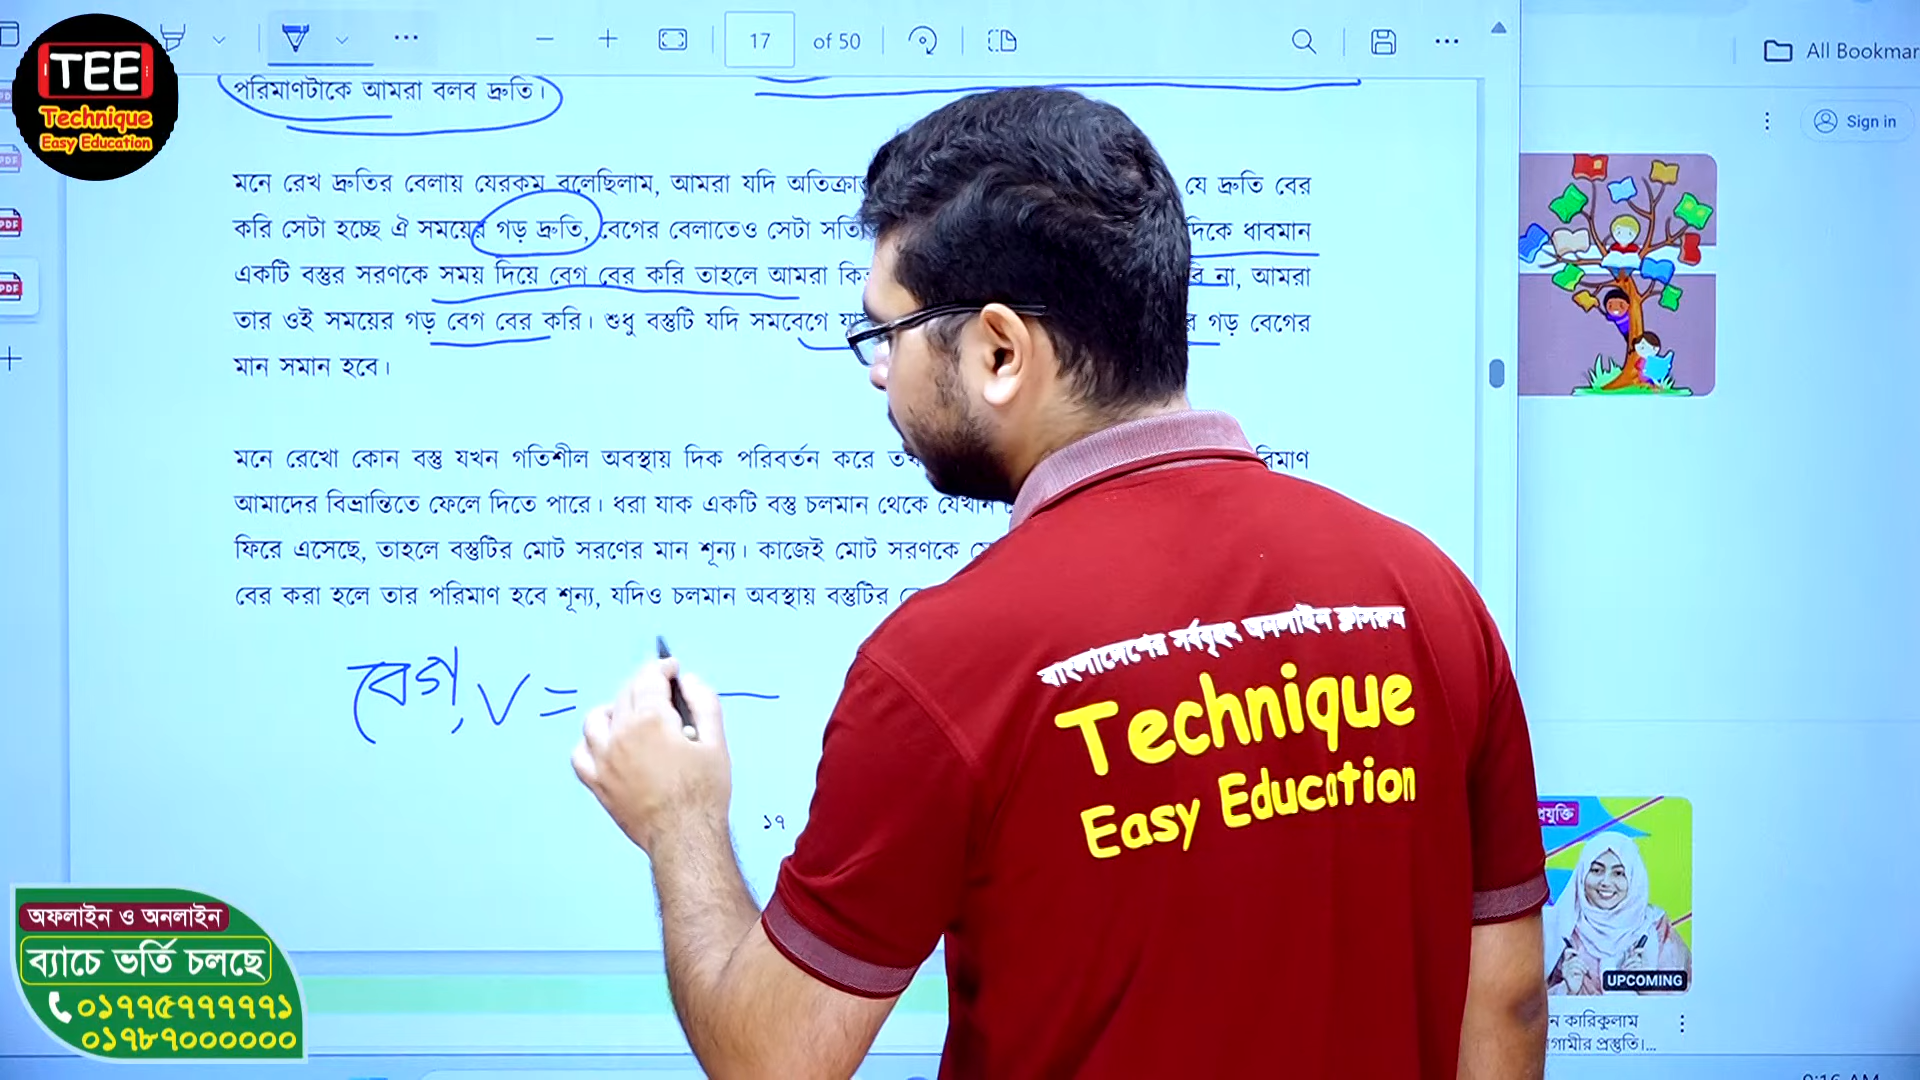 TEE
Technique
Easy Education
17 of 50
All Bookmar
Sign in
পরিমাণটাকে আমরা বলব দ্রুতি।
মনে রেখ দ্রুতির বেলায় যেরকম বলেছিলাম, আমরা যদি যে দ্রুতি বের
করি সেটা হচ্ছে ঐ সময়ের গড় দ্রুতি, বেগের বেলাতেও সেটা দিকে ধাবমান
একটি বস্তুর সরণকে সময় দিয়ে বেগ বের করি তাহলে আমরা না, আমরা
তার ওই সময়ের গড় বেগ বের করি। শুধু বস্তুটি যদি সমবেগে গড় বেগের
মান সমান হবে।
মনে রেখো কোন বস্তু যখন গতিশীল অবস্থায় দিক পরিবর্তন করে
আমাদের বিভ্রান্তিতে ফেলে দিতে পারে। ধরা যাক একটি বস্তু চলমান থেকে যেখান
ফিরে এসেছে, তাহলে বস্তুটির মোট সরণের মান শূন্য। কাজেই মোট সরণকে
বের করা হলে তার পরিমাণ হবে শূন্য, যদিও চলমান অবস্থায় বস্তুটির
বেগ, v =
১৭
বাংলাদেশের সর্ববৃহৎ অনলাইন ক্লাসরুম
Technique
Easy Education
অফলাইন ও অনলাইন
ব্যাচে ভর্তি চলছে
০১৭৭৫৭৭৭৭৭১
০১৭৮৭০০০০০০
UPCOMING
ন কারিকুলাম
গামীর প্রস্তুতি।...